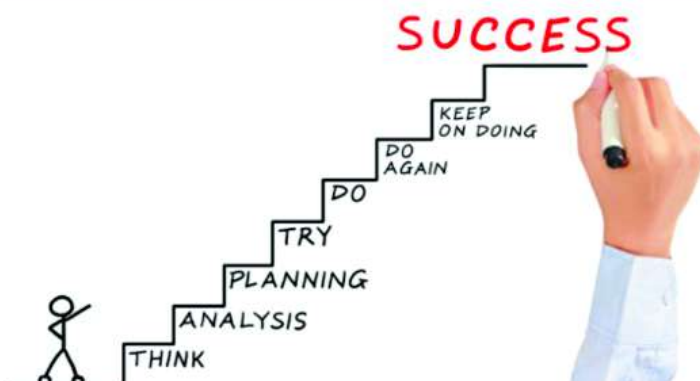 SUCCESS
KEEP
ON DOING
DO
AGAIN
DO
TRY
PLANNING
ANALYSIS
THINK